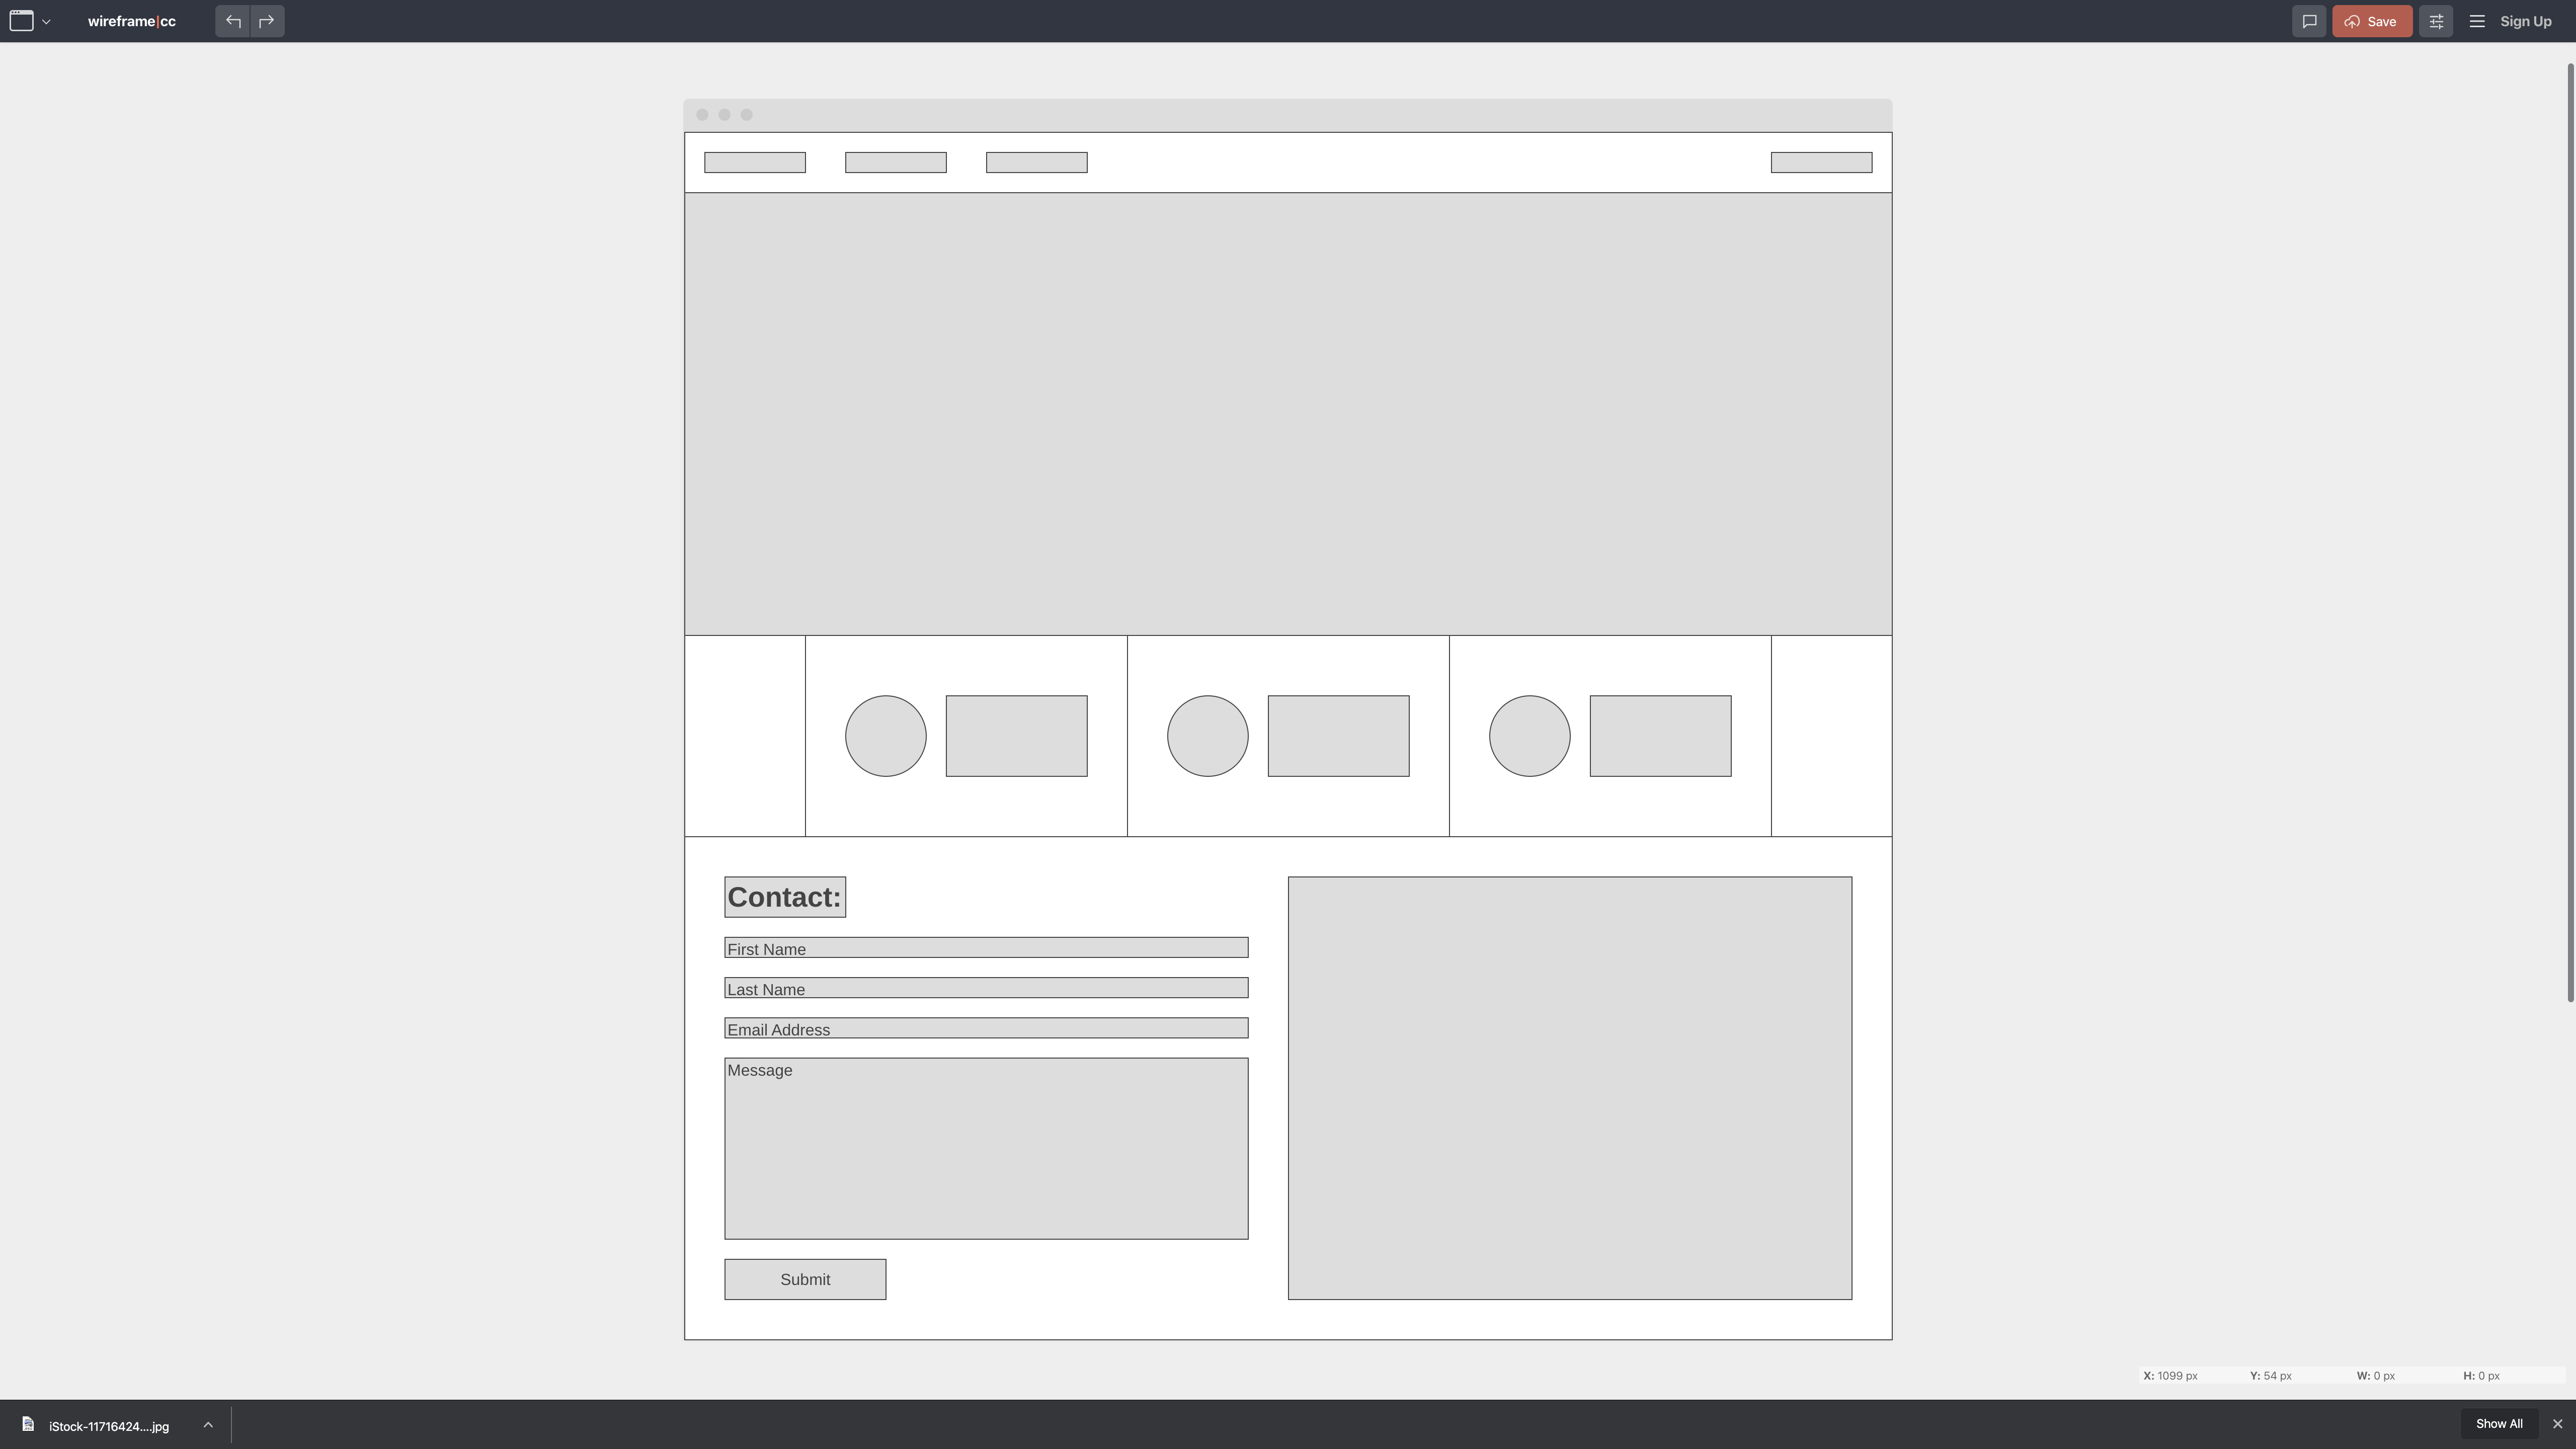 wireframe|cc
Save
Sign Up
Contact:
First Name
Last Name
Email Address
Message
Submit
X: 1099 px Y: 54 px W: 0 px H: 0 px
iStock-11716424....jpg
Show All